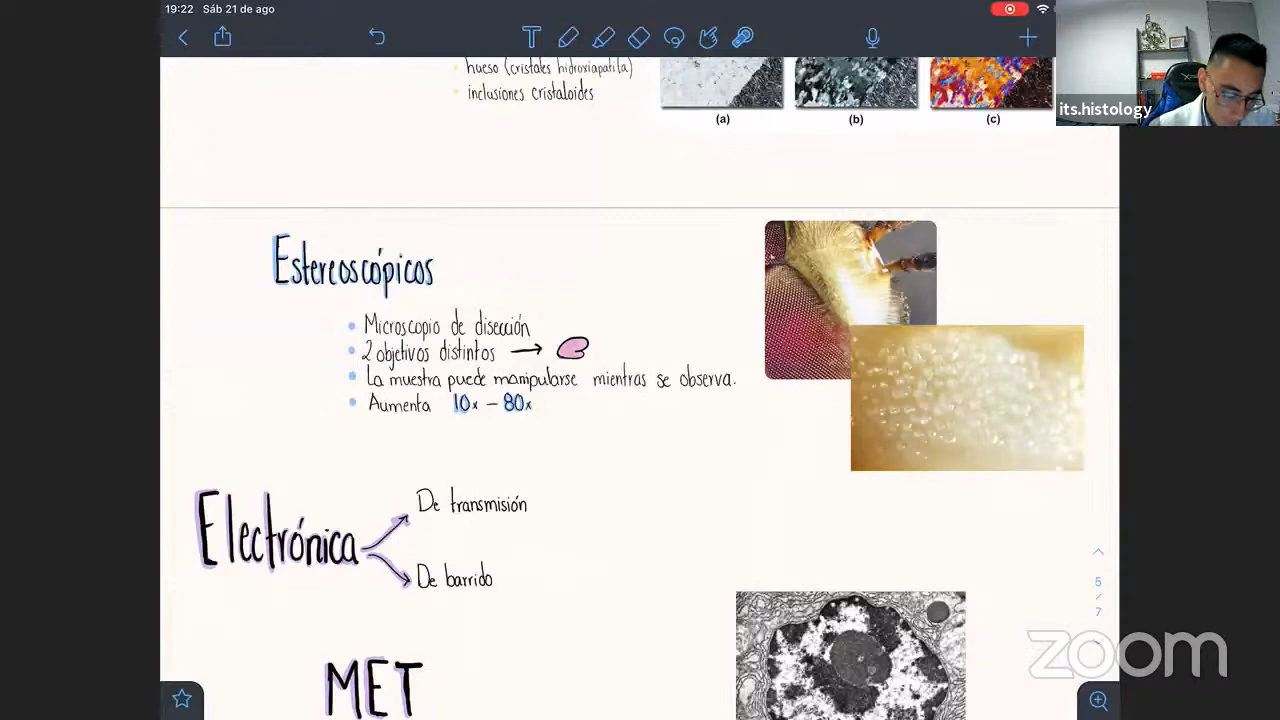 19:22 Sáb 21 de ago
hueso (cristales hidroxiapatita)
inclusiones cristaloides
(a) (b) (c)
its.histology
Estereoscópicos
Microscopio de disección
2 objetivos distintos →
La muestra puede manipularse mientras se observa.
Aumenta 10x – 80x
Electrónica
De transmisión
De barrido
MET
5
/
7
zoom